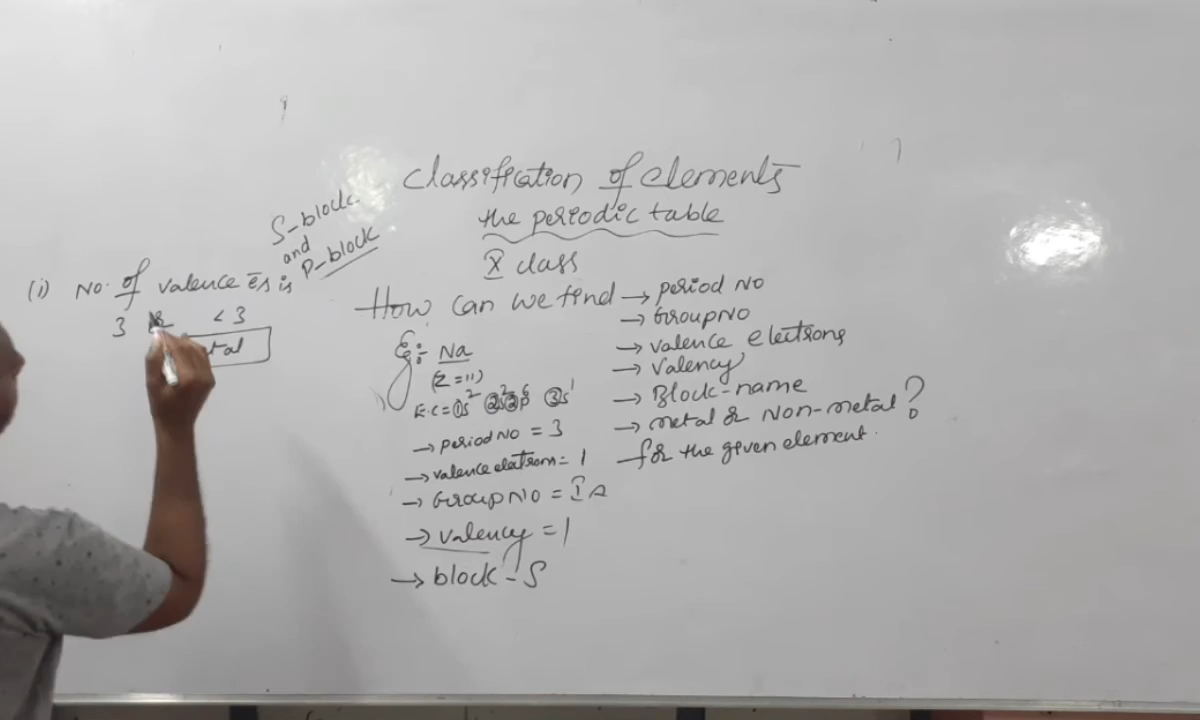 Classification of elements
the periodic table
X class
S-block
and
P-block
(i) No. of valence ēs is
3 < 3
How can we find → period No
→ Group No
→ valence electrons
→ valency
→ Block-name
→ metal & Non-metal?
for the given element.
Eg:- Na
(Z=11)
E.C = 1s² 2s² 2p⁶ 3s¹
→ period No = 3
→ valence eletrons = 1
→ Group No = I A
→ valency = 1
→ block - S